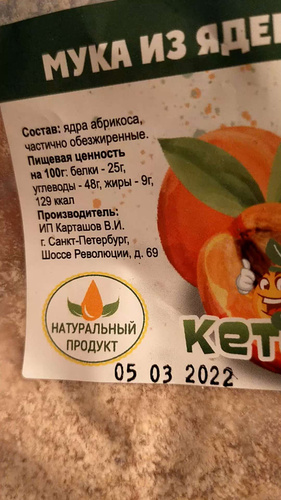 МУКА ИЗ ЯДЕ
Состав: ядра абрикоса,
частично обезжиренные.
Пищевая ценность
на 100г: белки - 25г,
углеводы - 48г, жиры - 9г,
129 ккал
Производитель:
ИП Карташов В.И.
г. Санкт-Петербург,
Шоссе Революции, д. 69
НАТУРАЛЬНЫЙ
ПРОДУКТ
кет
05 03 2022